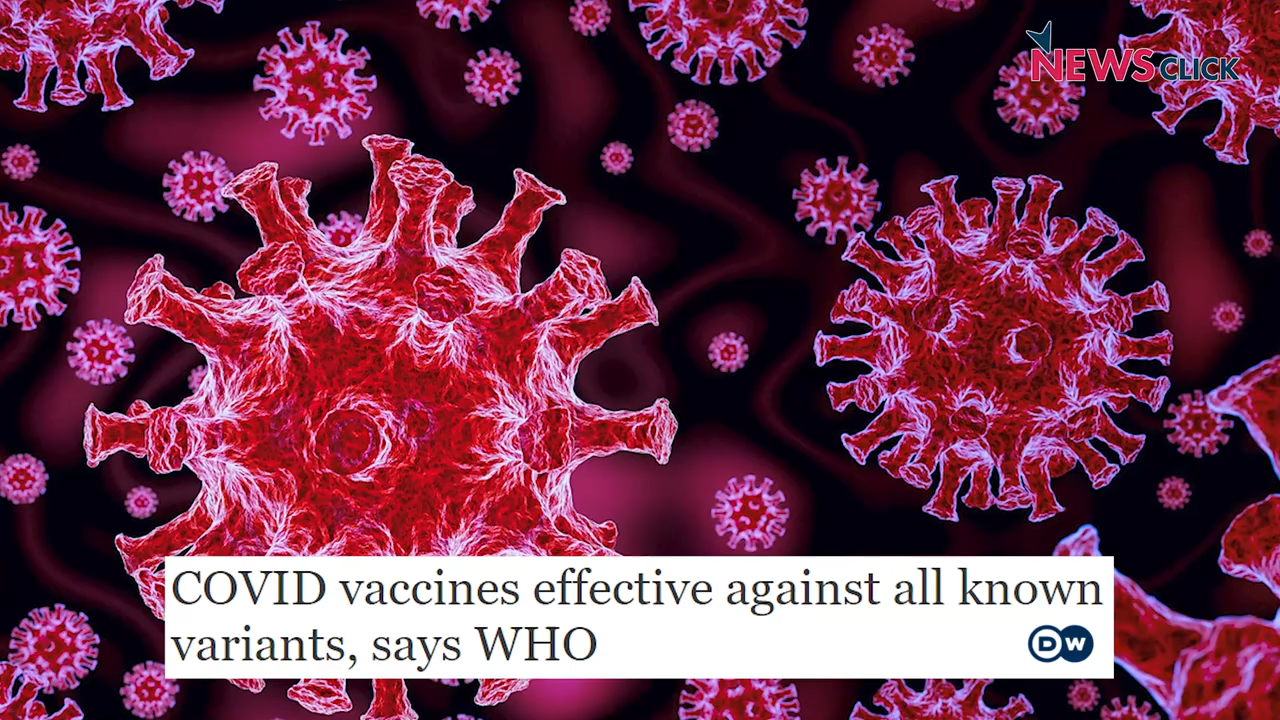 NEWSCLICK
COVID vaccines effective against all known
variants, says WHO
DW